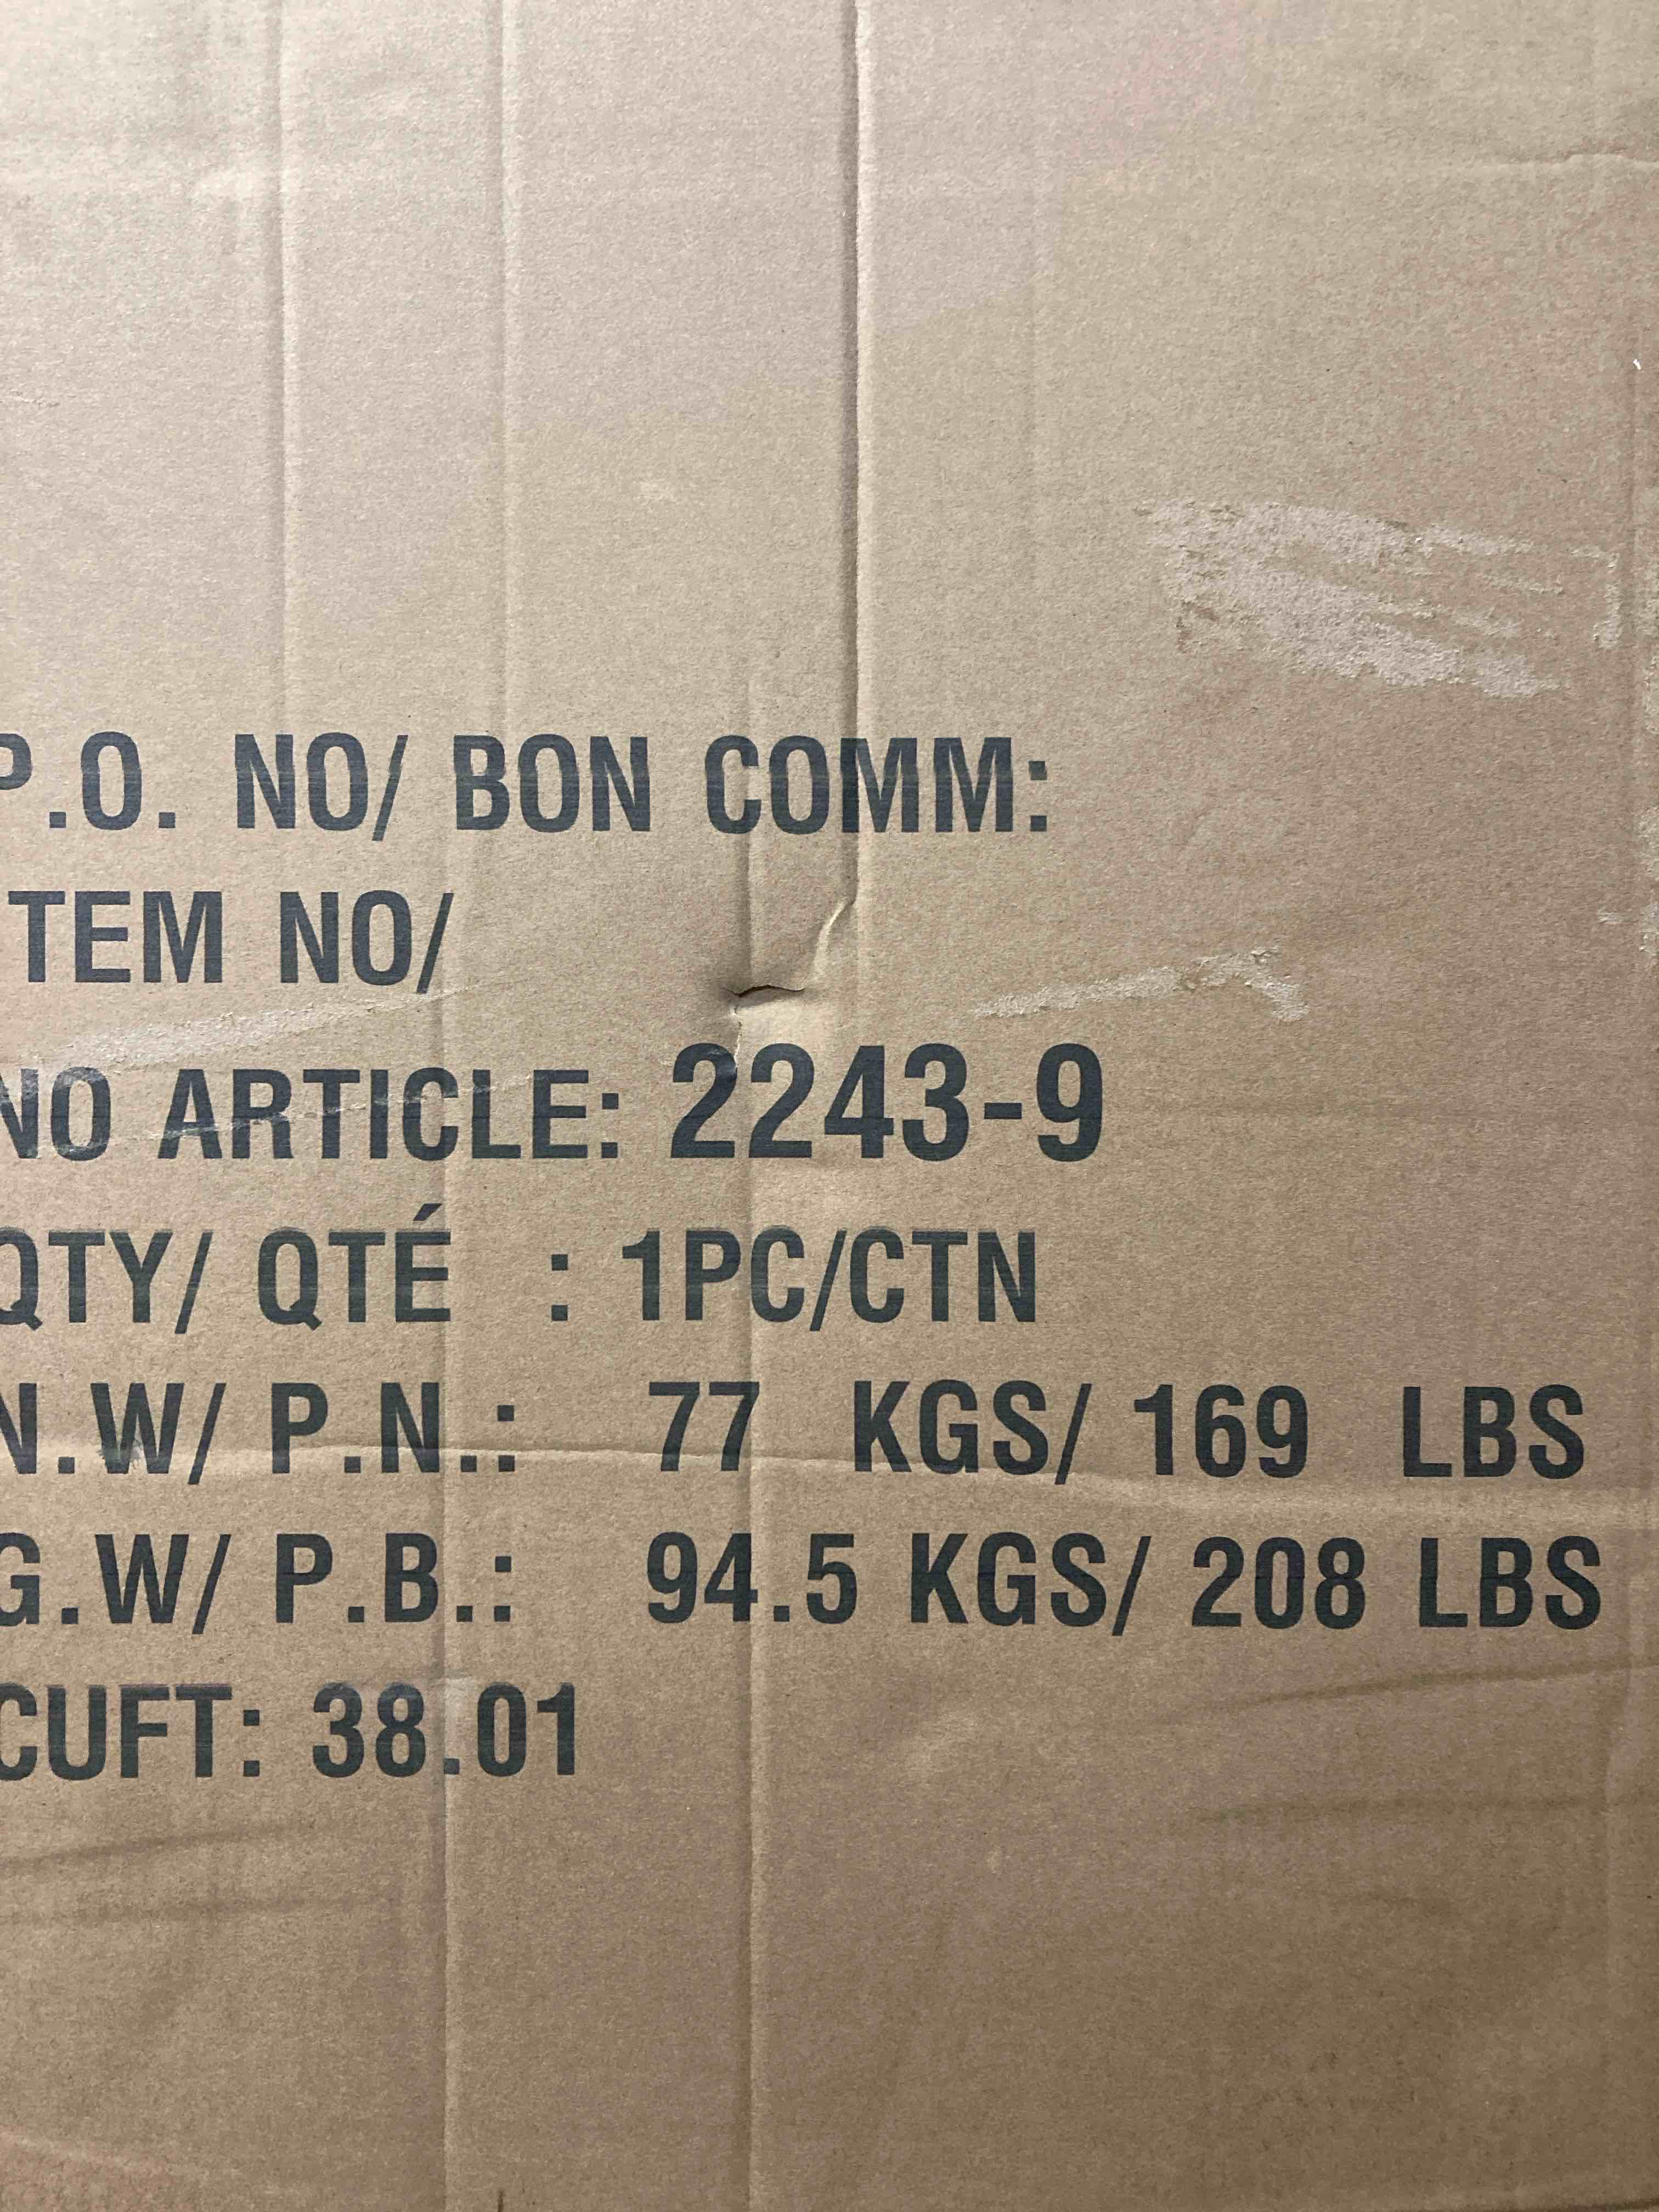 P.O. NO/ BON COMM:
TEM NO/
NO ARTICLE: 2243-9
QTY/ QTÉ : 1PC/CTN
N.W/ P.N.: 77 KGS/ 169 LBS
G.W/ P.B.: 94.5 KGS/ 208 LBS
CUFT: 38.01